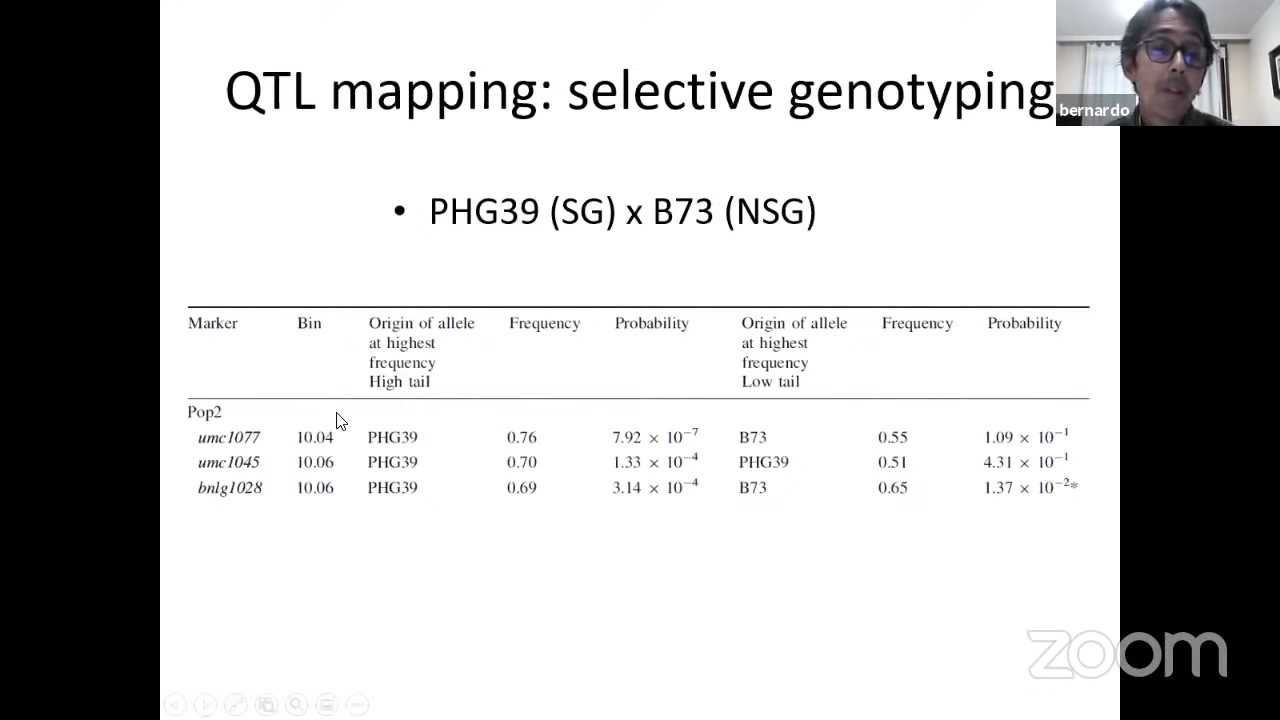 QTL mapping: selective genotyping
bernardo
• PHG39 (SG) x B73 (NSG)
Marker Bin Origin of allele at highest frequency High tail Frequency Probability Origin of allele at highest frequency Low tail Frequency Probability
Pop2
umc1077 10.04 PHG39 0.76 7.92 × 10⁻⁷ B73 0.55 1.09 × 10⁻¹
umc1045 10.06 PHG39 0.70 1.33 × 10⁻⁴ PHG39 0.51 4.31 × 10⁻¹
bnlg1028 10.06 PHG39 0.69 3.14 × 10⁻⁴ B73 0.65 1.37 × 10⁻²*
zoom